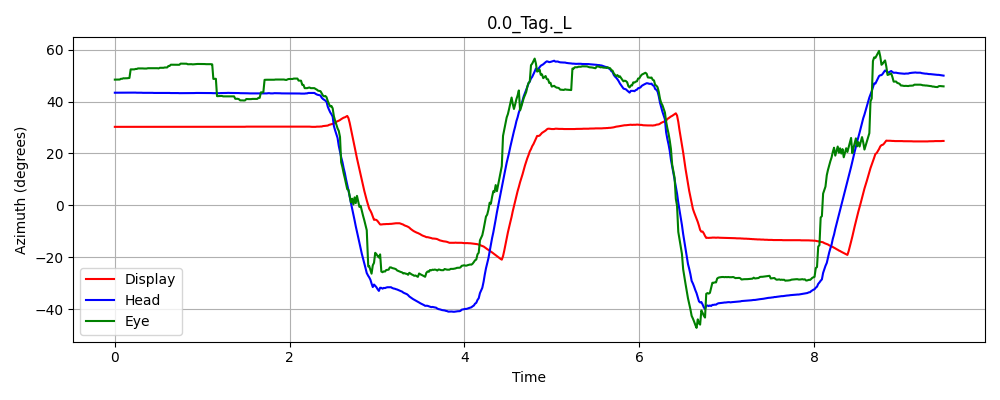 0.0_Tag._L
Azimuth (degrees)
60
40
20
0
−20
−40
Display
Head
Eye
0 2 4 6 8
Time